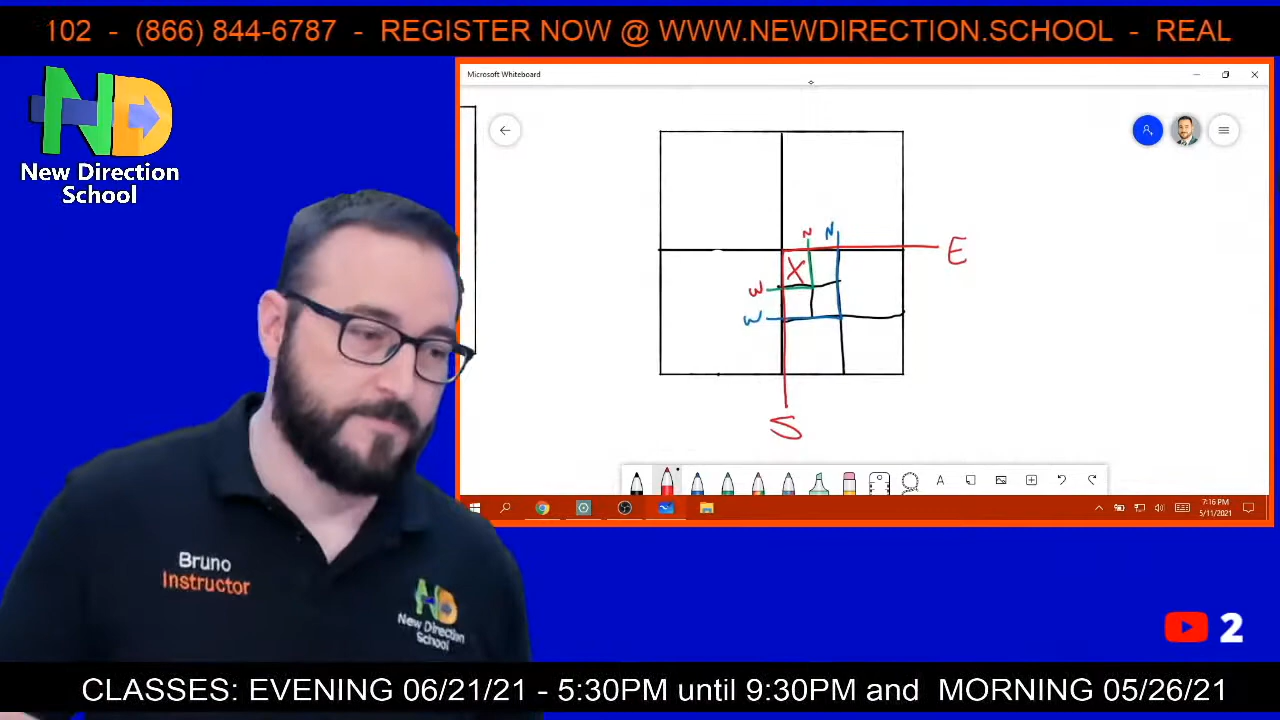 102 - (866) 844-6787 - REGISTER NOW @ WWW.NEWDIRECTION.SCHOOL - REAL
ND
New Direction
School
Microsoft Whiteboard
N N
E
X
W
W
S
A
7:16 PM
5/11/2021
Bruno
Instructor
ND
New Direction
School
2
CLASSES: EVENING 06/21/21 - 5:30PM until 9:30PM and MORNING 05/26/21